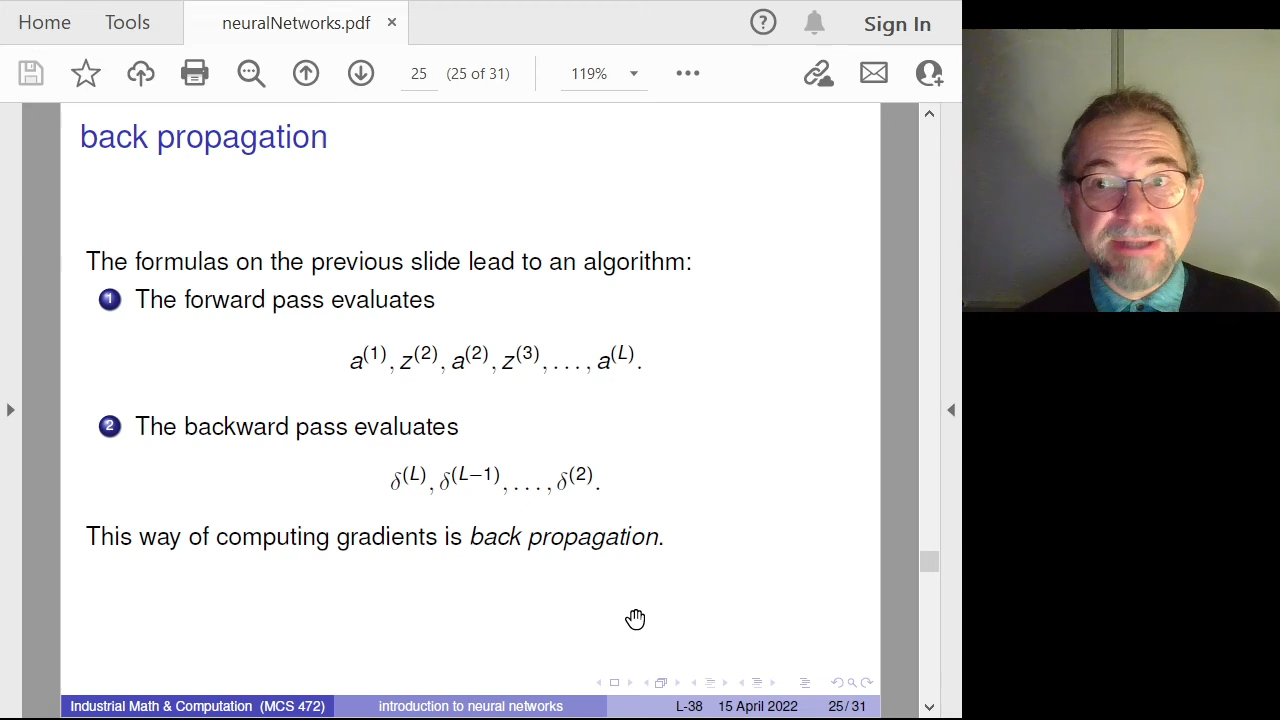 Home Tools neuralNetworks.pdf × ? Sign In
25 (25 of 31) 119%
back propagation
The formulas on the previous slide lead to an algorithm:
1 The forward pass evaluates
a^(1), z^(2), a^(2), z^(3), . . . , a^(L).
2 The backward pass evaluates
δ^(L), δ^(L−1), . . . , δ^(2).
This way of computing gradients is back propagation.
Industrial Math & Computation (MCS 472) introduction to neural networks L-38 15 April 2022 25 / 31